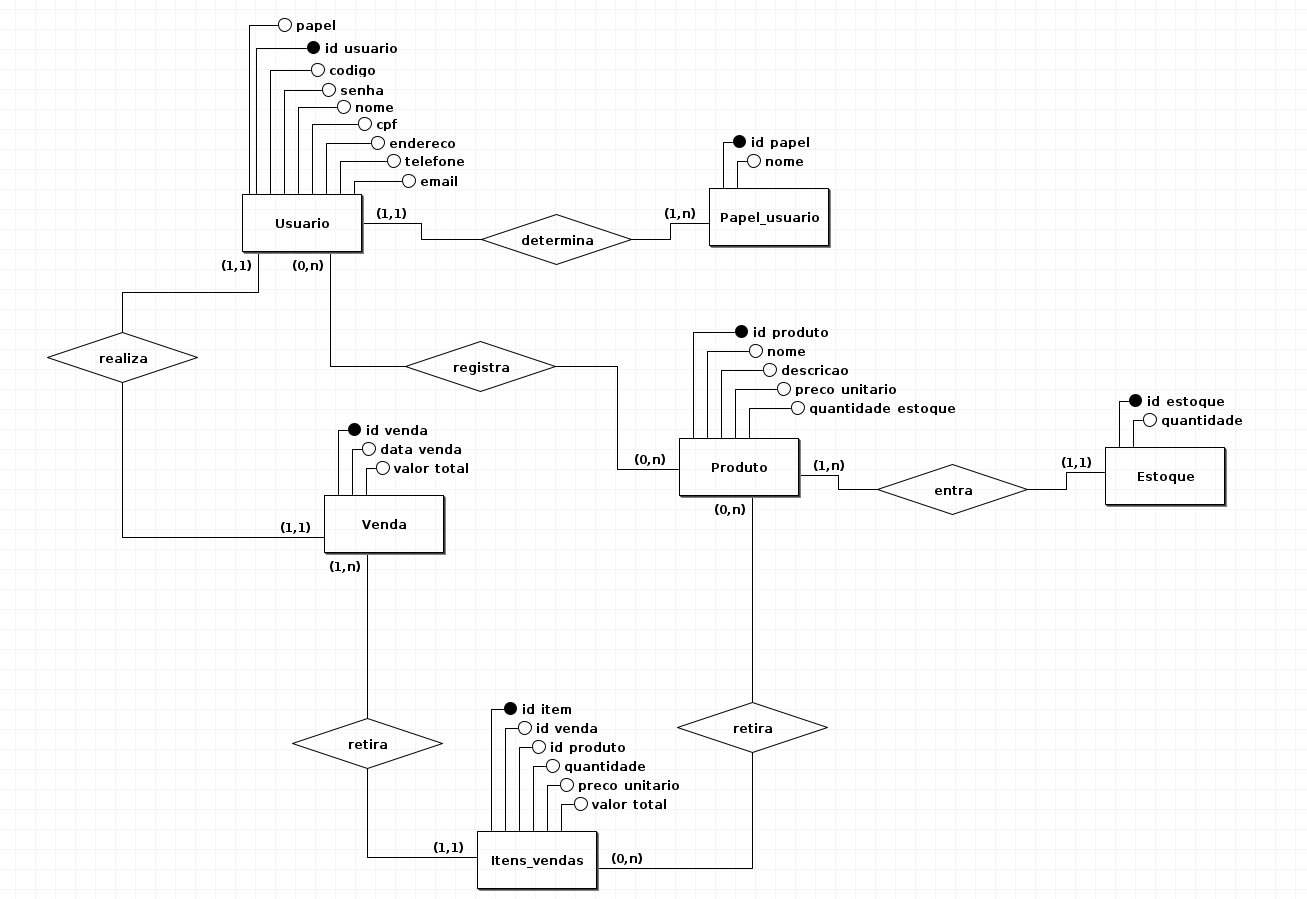 papel
id usuario
codigo
senha
nome
cpf
endereco
telefone
email
Usuario
(1,1)
determina
(1,n)
id papel
nome
Papel_usuario
(1,1)
(0,n)
realiza
registra
id produto
nome
descricao
preco unitario
quantidade estoque
(0,n)
Produto
(1,n)
entra
(1,1)
id estoque
quantidade
Estoque
id venda
data venda
valor total
(1,1)
Venda
(1,n)
(0,n)
retira
retira
id item
id venda
id produto
quantidade
preco unitario
valor total
(1,1)
Itens_vendas
(0,n)